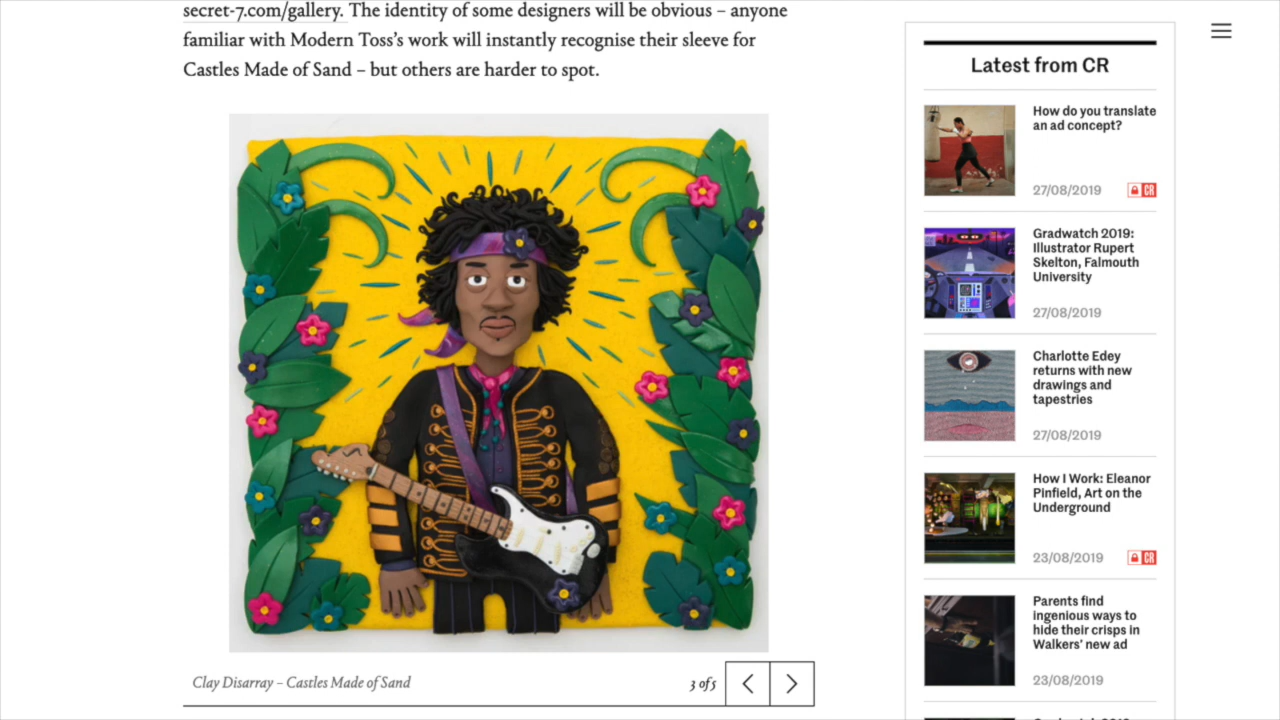 secret-7.com/gallery. The identity of some designers will be obvious – anyone
familiar with Modern Toss’s work will instantly recognise their sleeve for
Castles Made of Sand – but others are harder to spot.
Clay Disarray – Castles Made of Sand
3 of 5
Latest from CR
How do you translate
an ad concept?
27/08/2019
CR
Gradwatch 2019:
Illustrator Rupert
Skelton, Falmouth
University
27/08/2019
Charlotte Edey
returns with new
drawings and
tapestries
27/08/2019
How I Work: Eleanor
Pinfield, Art on the
Underground
23/08/2019
CR
Parents find
ingenious ways to
hide their crisps in
Walkers’ new ad
23/08/2019